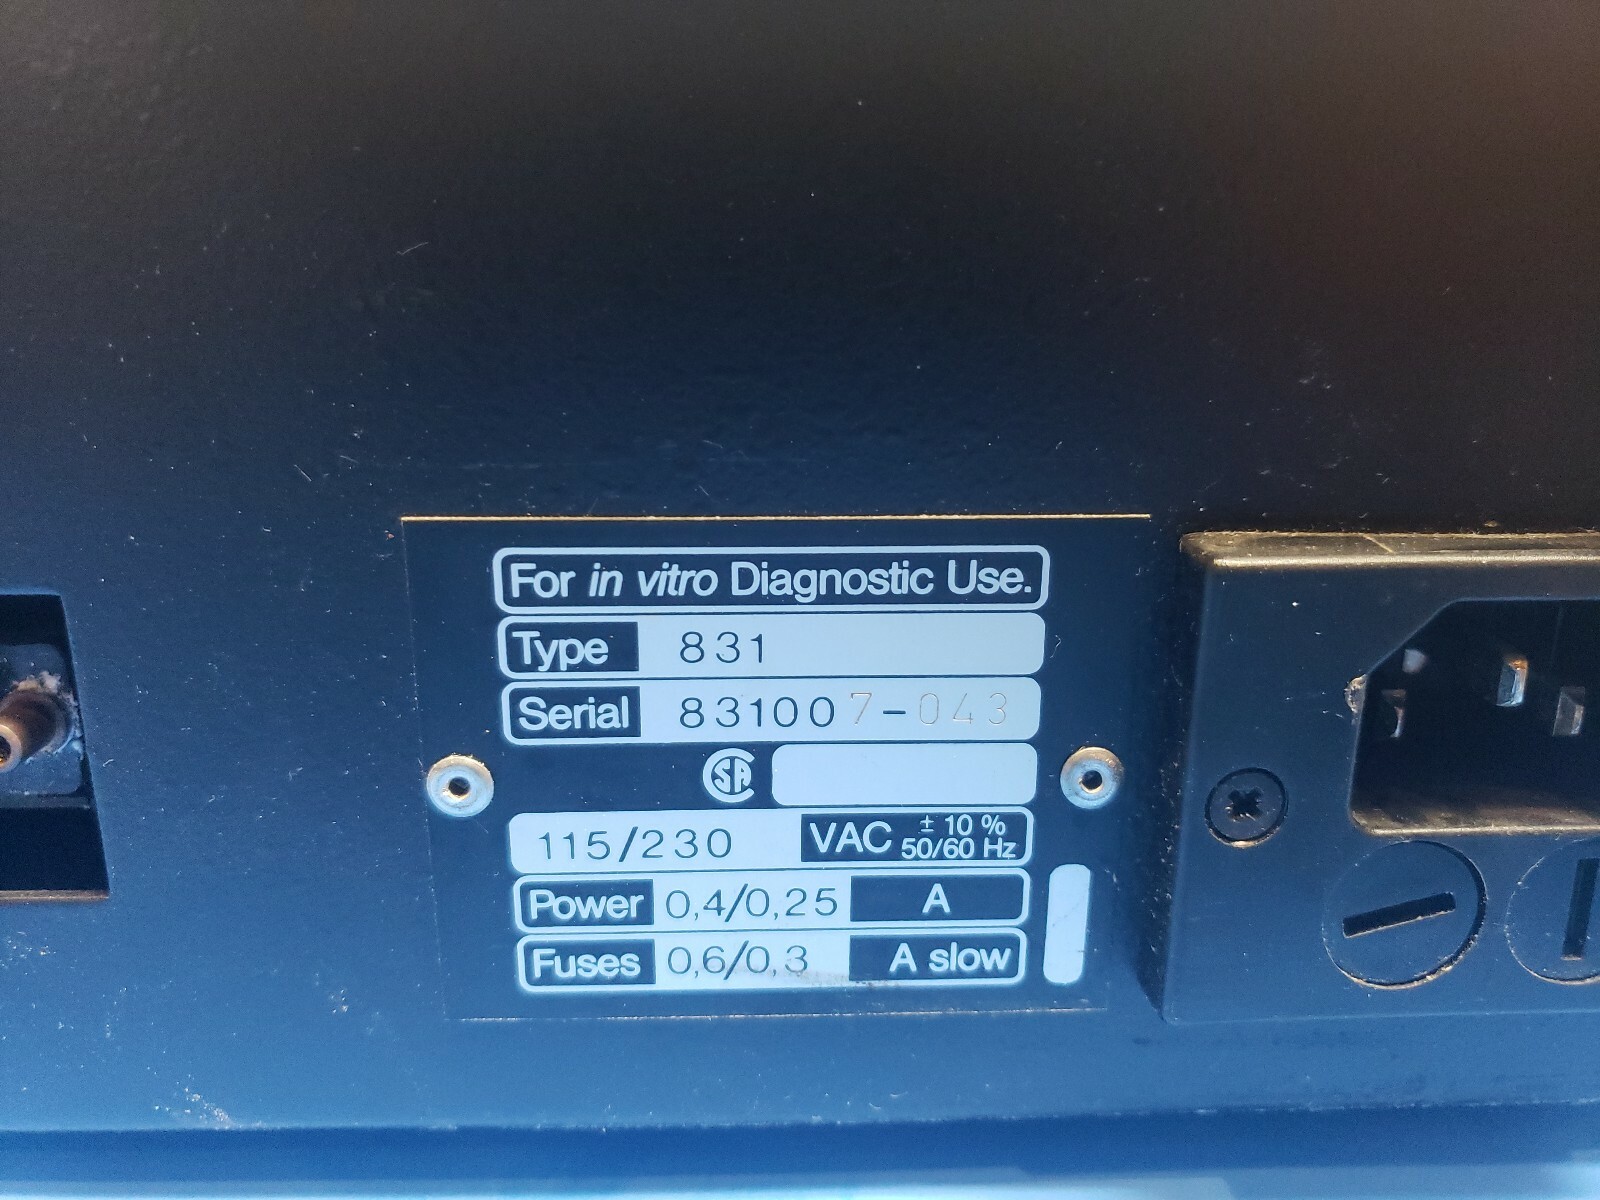 For in vitro Diagnostic Use.
Type 831
Serial 831007-043
CSA
115/230 VAC ± 10 % 50/60 Hz
Power 0,4/0,25 A
Fuses 0,6/0,3 A slow